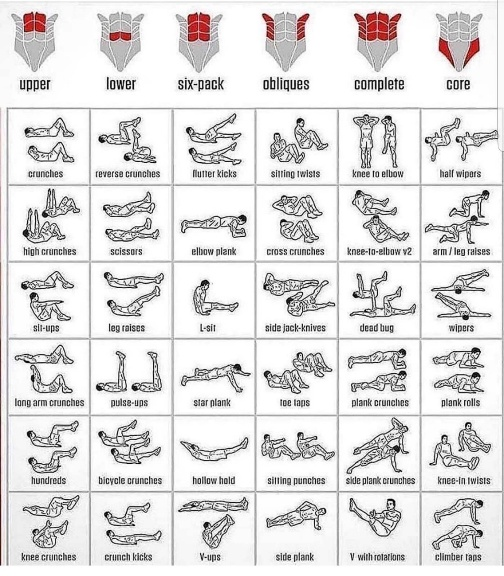 upper lower six-pack obliques complete core
crunches reverse crunches flutter kicks sitting twists knee to elbow half wipers
high crunches scissors elbow plank cross crunches knee-to-elbow v2 arm / leg raises
sit-ups leg raises L-sit side jack-knives dead bug wipers
long arm crunches pulse-ups star plank toe taps plank crunches plank rolls
hundreds bicycle crunches hollow hold sitting punches side plank crunches knee-in twists
knee crunches crunch kicks V-ups side plank V with rotations climber taps